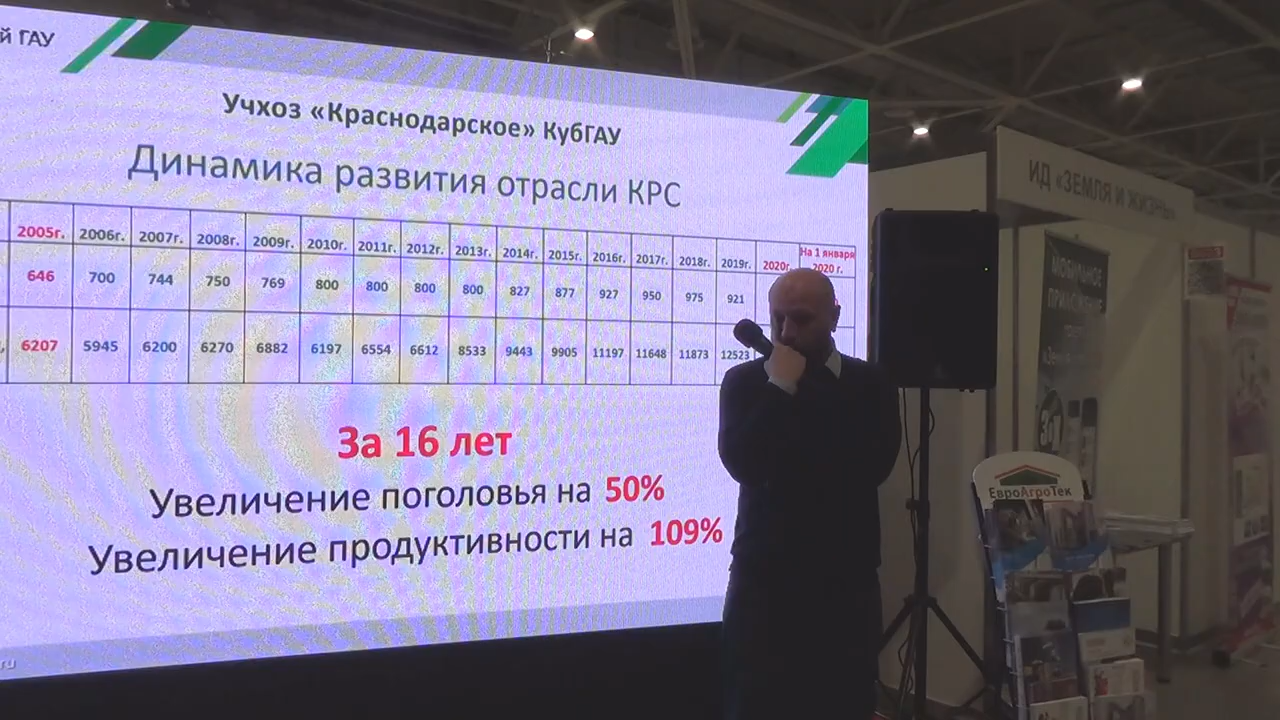 й ГАУ
Учхоз «Краснодарское» КубГАУ
Динамика развития отрасли КРС
2005г. 2006г. 2007г. 2008г. 2009г. 2010г. 2011г. 2012г. 2013г. 2014г. 2015г. 2016г. 2017г. 2018г. 2019г. 2020г. На 1 января 2020 г.
646 700 744 750 769 800 800 800 800 827 877 927 950 975 921
6207 5945 6200 6270 6882 6197 6554 6612 8533 9443 9905 11197 11648 11873 12523
За 16 лет
Увеличение поголовья на 50%
Увеличение продуктивности на 109%
ru
ИД «ЗЕМЛЯ И ЖИЗНЬ»
МОБИЛЬНОЕ
ПРИЛОЖЕНИЕ
ЕвроАгроТек